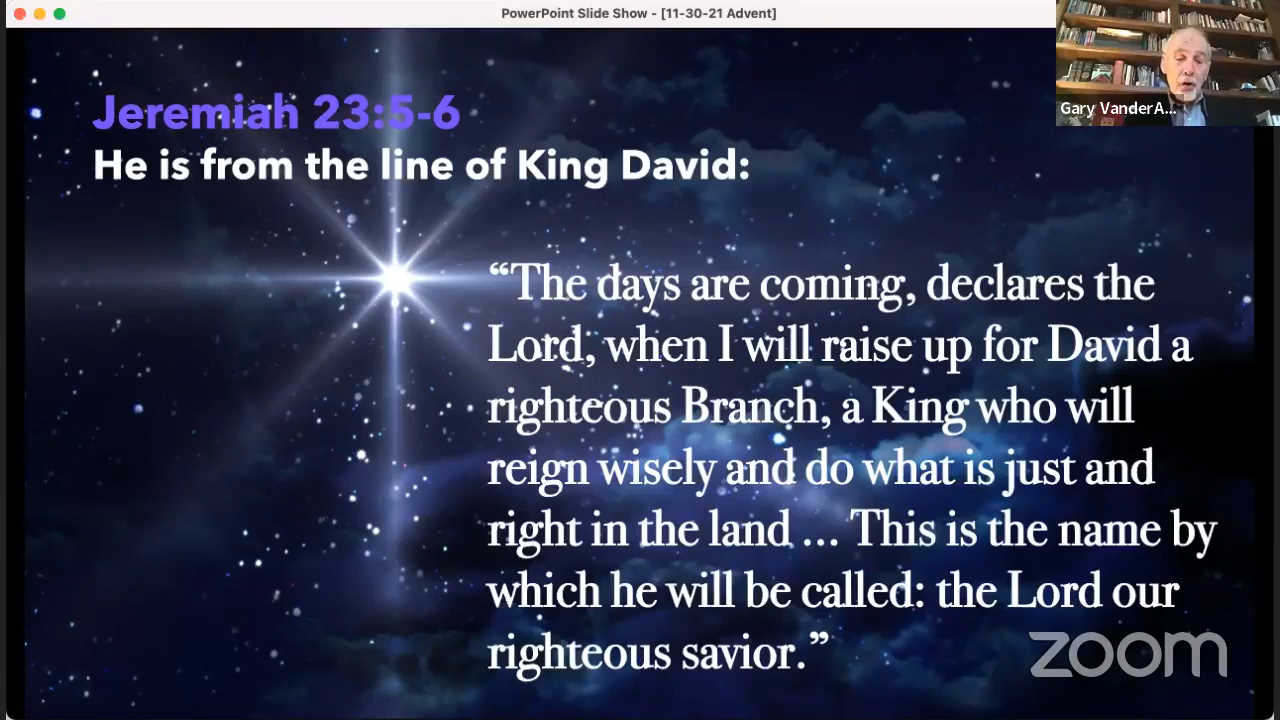 PowerPoint Slide Show - [11-30-21 Advent]
Gary VanderA...
Jeremiah 23:5-6
He is from the line of King David:
“The days are coming, declares the
Lord, when I will raise up for David a
righteous Branch, a King who will
reign wisely and do what is just and
right in the land ... This is the name by
which he will be called: the Lord our
righteous savior.”
zoom